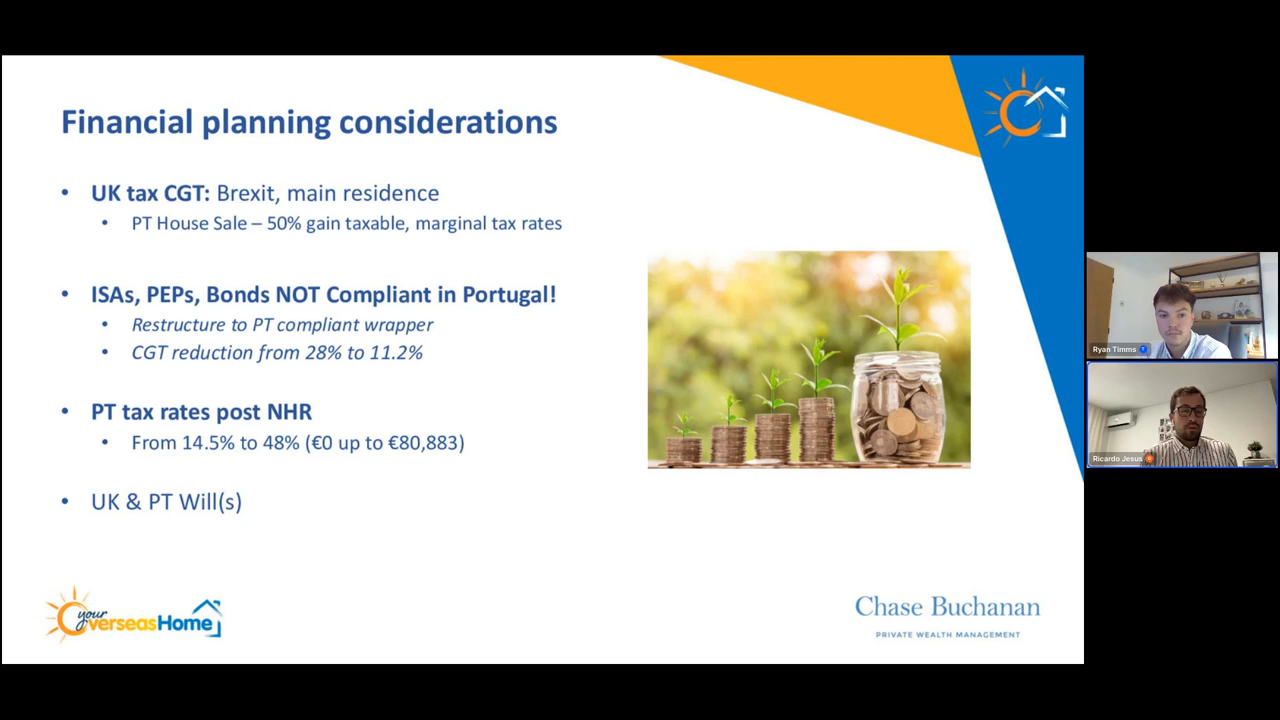 Financial planning considerations
• UK tax CGT: Brexit, main residence
• PT House Sale – 50% gain taxable, marginal tax rates
• ISAs, PEPs, Bonds NOT Compliant in Portugal!
• Restructure to PT compliant wrapper
• CGT reduction from 28% to 11.2%
• PT tax rates post NHR
• From 14.5% to 48% (€0 up to €80,883)
• UK & PT Will(s)
your
OverseasHome
Chase Buchanan
PRIVATE WEALTH MANAGEMENT
Ryan Timms
Ricardo Jesus